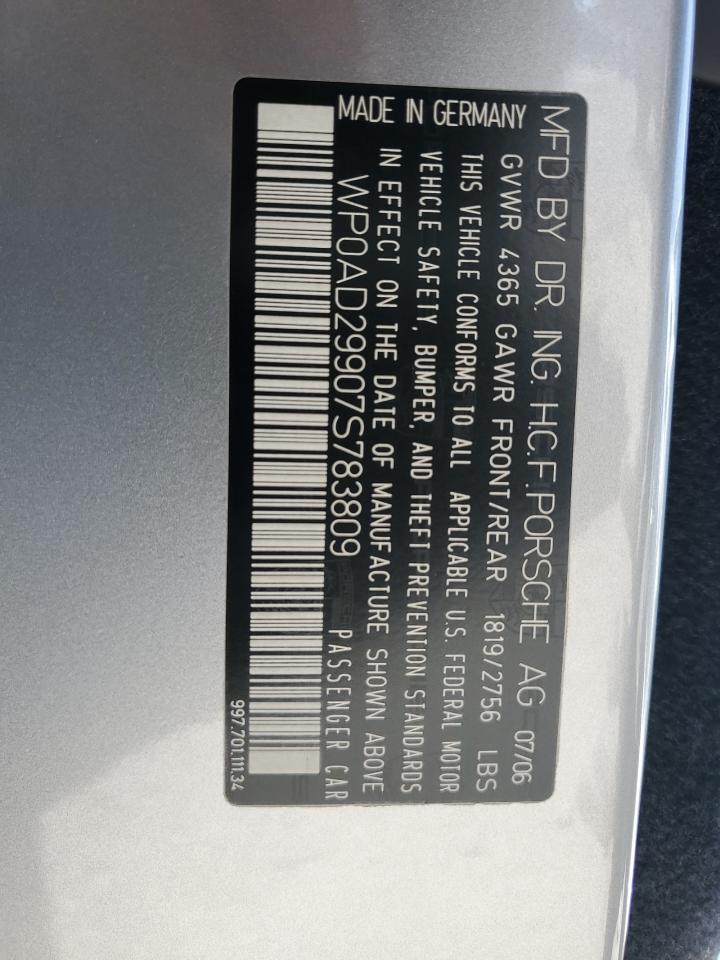 MFD BY DR. ING. H.C.F. PORSCHE AG 07/06
GVWR 4365 GAWR FRONT/REAR 1819/2756 LBS
THIS VEHICLE CONFORMS TO ALL APPLICABLE U.S. FEDERAL MOTOR
VEHICLE SAFETY, BUMPER, AND THEFT PREVENTION STANDARDS
IN EFFECT ON THE DATE OF MANUFACTURE SHOWN ABOVE
MADE IN GERMANY WP0AD29907S783809 PASSENGER CAR
997.701.111.34